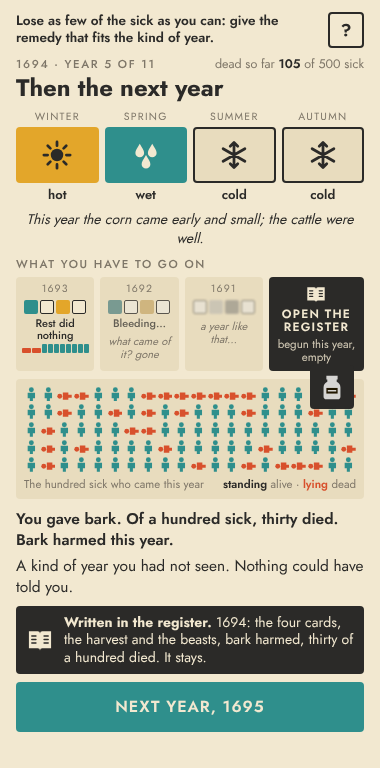 Lose as few of the sick as you can: give the
remedy that fits the kind of year.
?
1694 · YEAR 5 OF 11
dead so far 105 of 500 sick
Then the next year
WINTER
SPRING
SUMMER
AUTUMN
hot
wet
cold
cold
This year the corn came early and small; the cattle were
well.
WHAT YOU HAVE TO GO ON
1693
Rest did
nothing
1692
Bleeding...
what came of
it? gone
1691
a year like
that...
OPEN THE
REGISTER
begun this year,
empty
The hundred sick who came this year
standing alive · lying dead
You gave bark. Of a hundred sick, thirty died.
Bark harmed this year.
A kind of year you had not seen. Nothing could have
told you.
Written in the register. 1694: the four cards,
the harvest and the beasts, bark harmed, thirty of
a hundred died. It stays.
NEXT YEAR, 1695